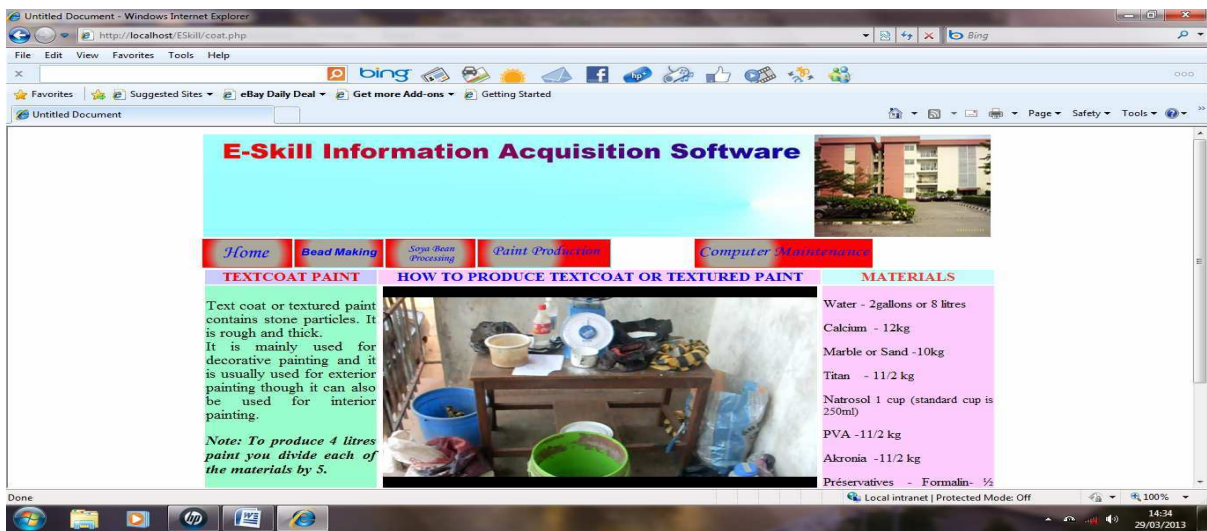 Untitled Document - Windows Internet Explorer
http://localhost/ESkill/coat.php
Bing
File Edit View Favorites Tools Help
bing
Favorites Suggested Sites eBay Daily Deal Get more Add-ons Getting Started
Untitled Document
Page Safety Tools
E-Skill Information Acquisition Software
Home
Bead Making
Soya Bean
Processing
Paint Production
Computer Maintenance
TEXTCOAT PAINT
Text coat or textured paint
contains stone particles. It
is rough and thick.
It is mainly used for
decorative painting and it
is usually used for exterior
painting though it can also
be used for interior
painting.
Note: To produce 4 litres
paint you divide each of
the materials by 5.
HOW TO PRODUCE TEXTCOAT OR TEXTURED PAINT
MATERIALS
Water - 2gallons or 8 litres
Calcium - 12kg
Marble or Sand -10kg
Titan - 11/2 kg
Natrosol 1 cup (standard cup is
250ml)
PVA -11/2 kg
Akronia -11/2 kg
Préservatives - Formalin- ½
Done
Local intranet | Protected Mode: Off
100%
14:34
29/03/2013